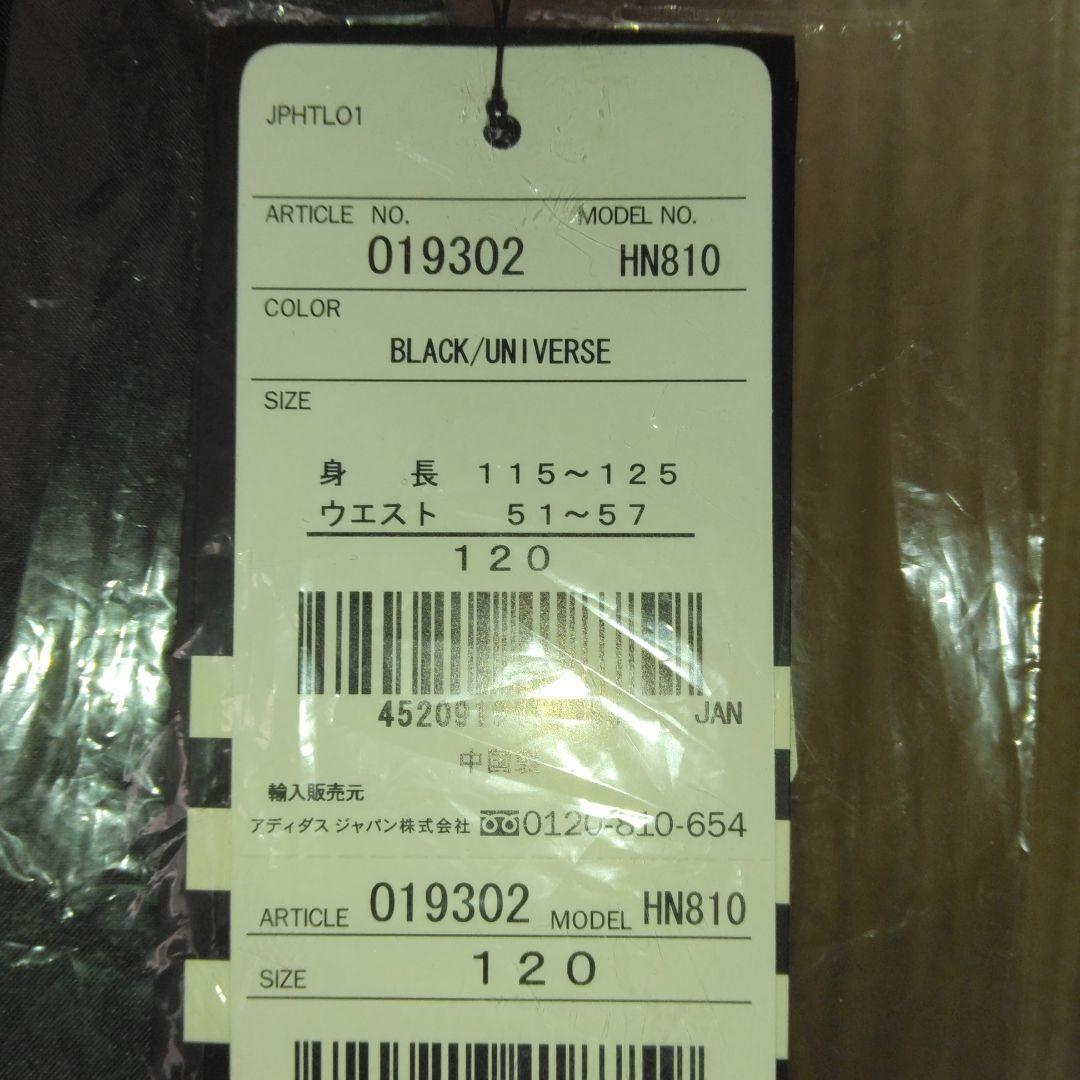 JPHTL01
ARTICLE NO. MODEL NO.
019302 HN810
COLOR
BLACK/UNIVERSE
SIZE
身 長 115～125
ウエスト 51～57
120
JAN
中国製
輸入販売元
アディダス ジャパン株式会社 0120-810-654
ARTICLE 019302 MODEL HN810
SIZE 120